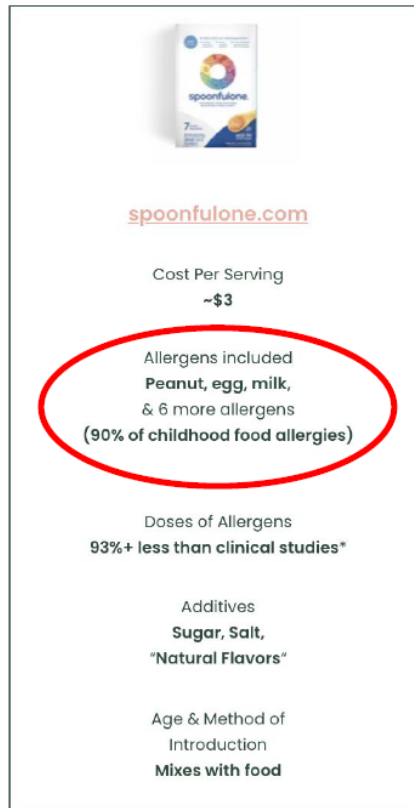 spoonfulone.
7
spoonfulone.com
Cost Per Serving
~$3
Allergens included
Peanut, egg, milk,
& 6 more allergens
(90% of childhood food allergies)
Doses of Allergens
93%+ less than clinical studies*
Additives
Sugar, Salt,
"Natural Flavors"
Age & Method of
Introduction
Mixes with food